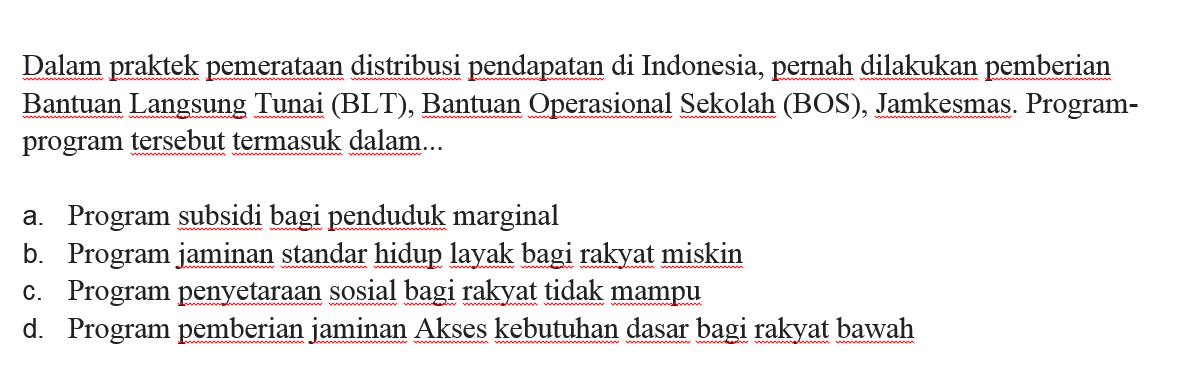 Dalam praktek pemerataan distribusi pendapatan di Indonesia, pernah dilakukan pemberian
Bantuan Langsung Tunai (BLT), Bantuan Operasional Sekolah (BOS), Jamkesmas. Program-
program tersebut termasuk dalam...
a. Program subsidi bagi penduduk marginal
b. Program jaminan standar hidup layak bagi rakyat miskin
c. Program penyetaraan sosial bagi rakyat tidak mampu
d. Program pemberian jaminan Akses kebutuhan dasar bagi rakyat bawah